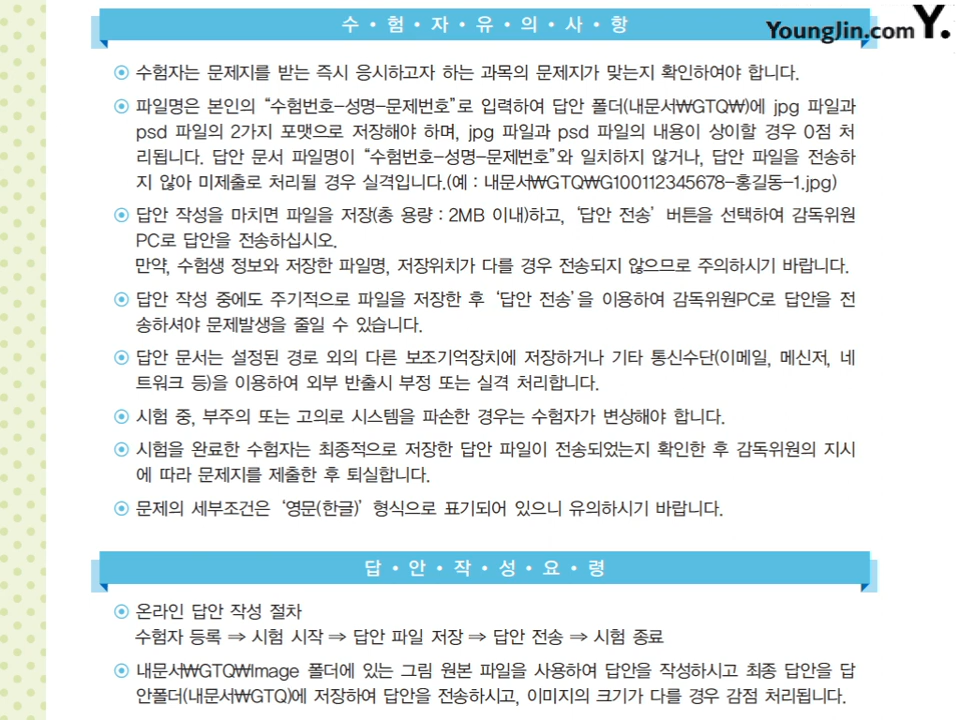 수 • 험 • 자 • 유 • 의 • 사 • 항
YoungJin.com Y.
수험자는 문제지를 받는 즉시 응시하고자 하는 과목의 문제지가 맞는지 확인하여야 합니다.
파일명은 본인의 “수험번호-성명-문제번호”로 입력하여 답안 폴더(내문서₩GTQ₩)에 jpg 파일과
psd 파일의 2가지 포맷으로 저장해야 하며, jpg 파일과 psd 파일의 내용이 상이할 경우 0점 처
리됩니다. 답안 문서 파일명이 “수험번호-성명-문제번호”와 일치하지 않거나, 답안 파일을 전송하
지 않아 미제출로 처리될 경우 실격입니다.(예 : 내문서₩GTQ₩G100112345678-홍길동-1.jpg)
답안 작성을 마치면 파일을 저장(총 용량 : 2MB 이내)하고, ‘답안 전송’ 버튼을 선택하여 감독위원
PC로 답안을 전송하십시오.
만약, 수험생 정보와 저장한 파일명, 저장위치가 다를 경우 전송되지 않으므로 주의하시기 바랍니다.
답안 작성 중에도 주기적으로 파일을 저장한 후 ‘답안 전송’을 이용하여 감독위원PC로 답안을 전
송하셔야 문제발생을 줄일 수 있습니다.
답안 문서는 설정된 경로 외의 다른 보조기억장치에 저장하거나 기타 통신수단(이메일, 메신저, 네
트워크 등)을 이용하여 외부 반출시 부정 또는 실격 처리합니다.
시험 중, 부주의 또는 고의로 시스템을 파손한 경우는 수험자가 변상해야 합니다.
시험을 완료한 수험자는 최종적으로 저장한 답안 파일이 전송되었는지 확인한 후 감독위원의 지시
에 따라 문제지를 제출한 후 퇴실합니다.
문제의 세부조건은 ‘영문(한글)’ 형식으로 표기되어 있으니 유의하시기 바랍니다.
답 • 안 • 작 • 성 • 요 • 령
온라인 답안 작성 절차
수험자 등록 ⇒ 시험 시작 ⇒ 답안 파일 저장 ⇒ 답안 전송 ⇒ 시험 종료
내문서₩GTQ₩Image 폴더에 있는 그림 원본 파일을 사용하여 답안을 작성하시고 최종 답안을 답
안폴더(내문서₩GTQ)에 저장하여 답안을 전송하시고, 이미지의 크기가 다를 경우 감점 처리됩니다.